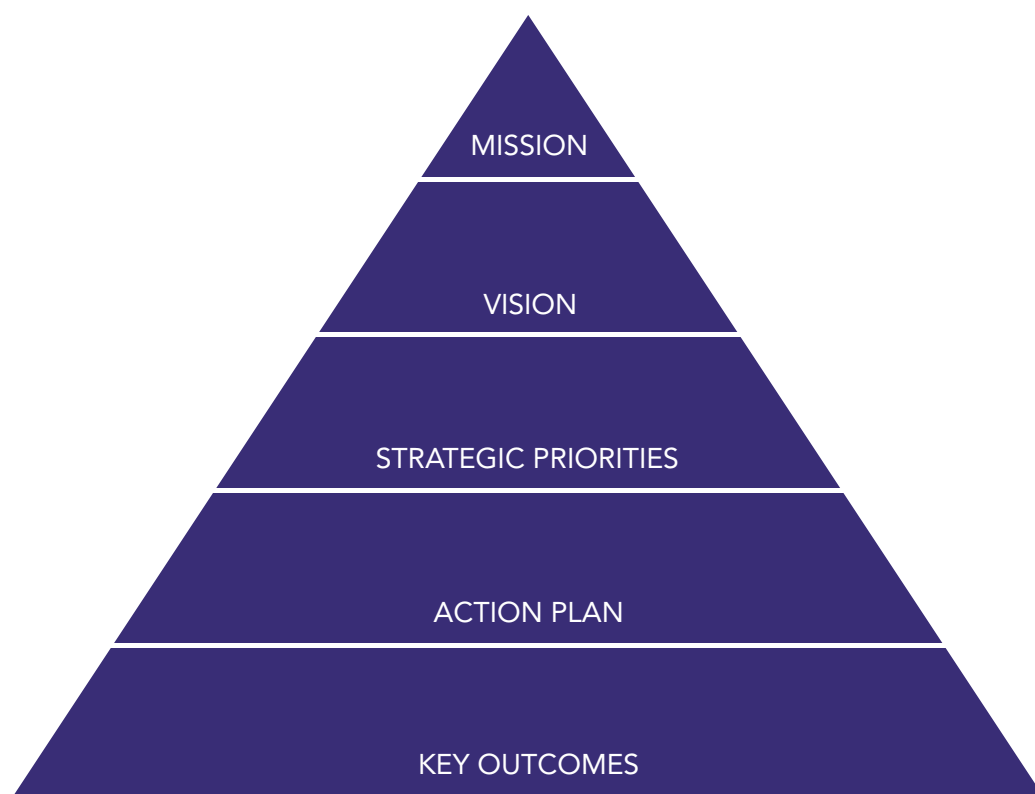 MISSION
VISION
STRATEGIC PRIORITIES
ACTION PLAN
KEY OUTCOMES